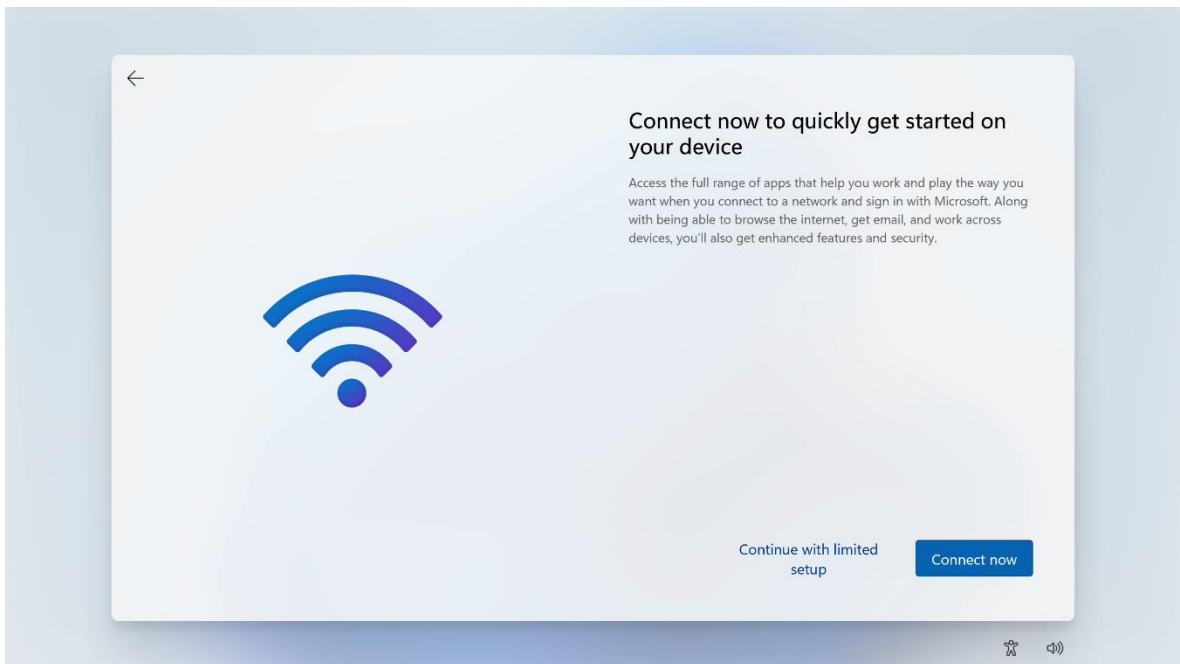 Connect now to quickly get started on
your device
Access the full range of apps that help you work and play the way you
want when you connect to a network and sign in with Microsoft. Along
with being able to browse the internet, get email, and work across
devices, you'll also get enhanced features and security.
Continue with limited
setup
Connect now